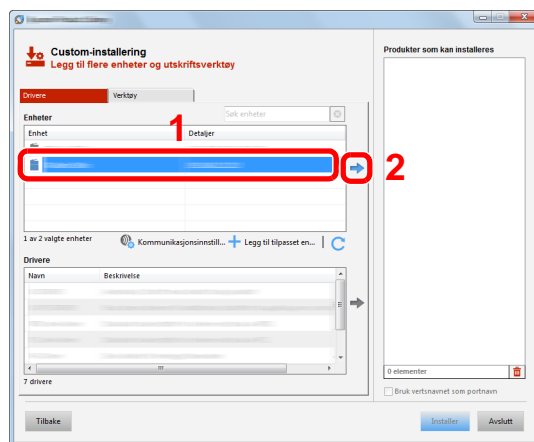 Custom-installering
Legg til flere enheter og utskriftsverktøy
Drivere
Verktøy
Enheter
Søk enheter
1
Enhet
Detaljer
2
1 av 2 valgte enheter
Kommunikasjonsinnstill...
Legg til tilpasset en...
Drivere
Navn
Beskrivelse
7 drivere
Produkter som kan installeres
0 elementer
Bruk vertsnavnet som portnavn
Tilbake
Installer
Avslutt